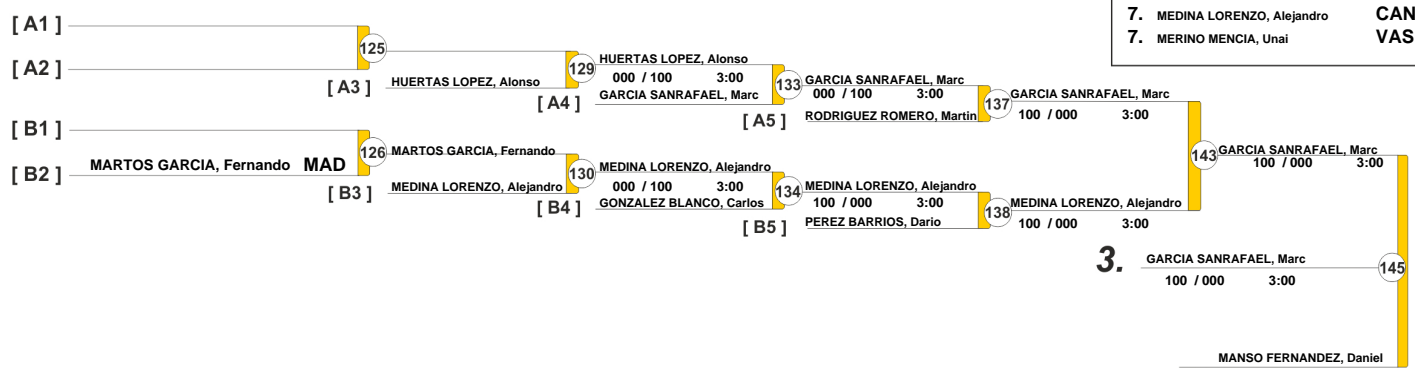 7. MEDINA LORENZO, Alejandro CAN
7. MERINO MENCIA, Unai VAS
[ A1 ]
125
[ A2 ]
[ A3 ]
HUERTAS LOPEZ, Alonso
129
[ A4 ]
HUERTAS LOPEZ, Alonso
000 / 100 3:00
GARCIA SANRAFAEL, Marc
133
[ A5 ]
GARCIA SANRAFAEL, Marc
000 / 100 3:00
RODRIGUEZ ROMERO, Martin
137
GARCIA SANRAFAEL, Marc
100 / 000 3:00
[ B1 ]
[ B2 ]
MARTOS GARCIA, Fernando MAD
126
[ B3 ]
MARTOS GARCIA, Fernando
MEDINA LORENZO, Alejandro
130
[ B4 ]
MEDINA LORENZO, Alejandro
000 / 100 3:00
GONZALEZ BLANCO, Carlos
134
[ B5 ]
MEDINA LORENZO, Alejandro
100 / 000 3:00
PEREZ BARRIOS, Dario
138
MEDINA LORENZO, Alejandro
100 / 000 3:00
143
GARCIA SANRAFAEL, Marc
100 / 000 3:00
3.
GARCIA SANRAFAEL, Marc
100 / 000 3:00
145
MANSO FERNANDEZ, Daniel